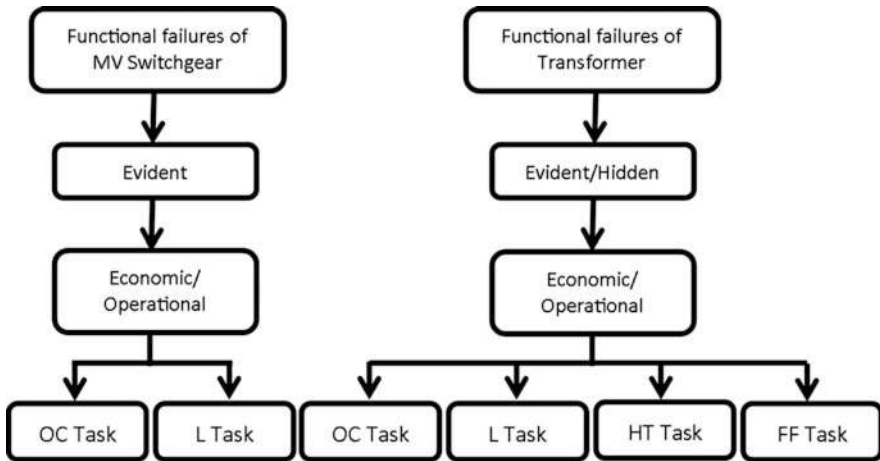 Functional failures of
MV Switchgear
Evident
Economic/
Operational
OC Task
L Task
Functional failures of
Transformer
Evident/Hidden
Economic/
Operational
OC Task
L Task
HT Task
FF Task